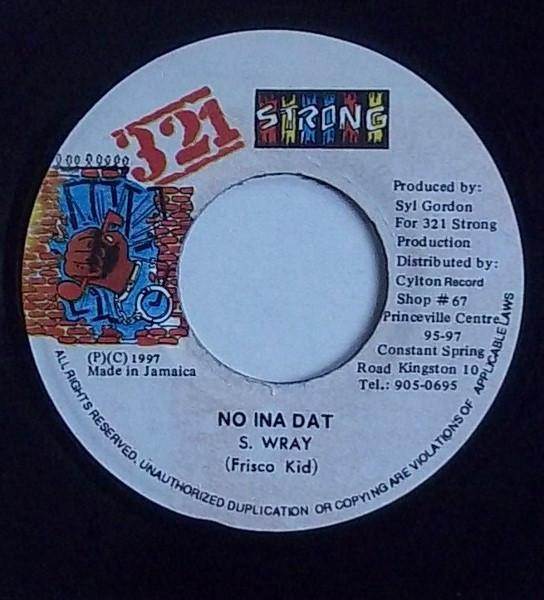 321
STRONG
Produced by:
Syl Gordon
For 321 Strong
Production
Distributed by:
Cylton Record
Shop # 67
Princeville Centre
95-97
Constant Spring
Road Kingston 10
Tel.: 905-0695
(P)(C) 1997
Made in Jamaica
NO INA DAT
S. WRAY
(Frisco Kid)
ALL RIGHTS RESERVED. UNAUTHORIZED DUPLICATION OR COPYING ARE VIOLATIONS OF APPLICABLE LAWS